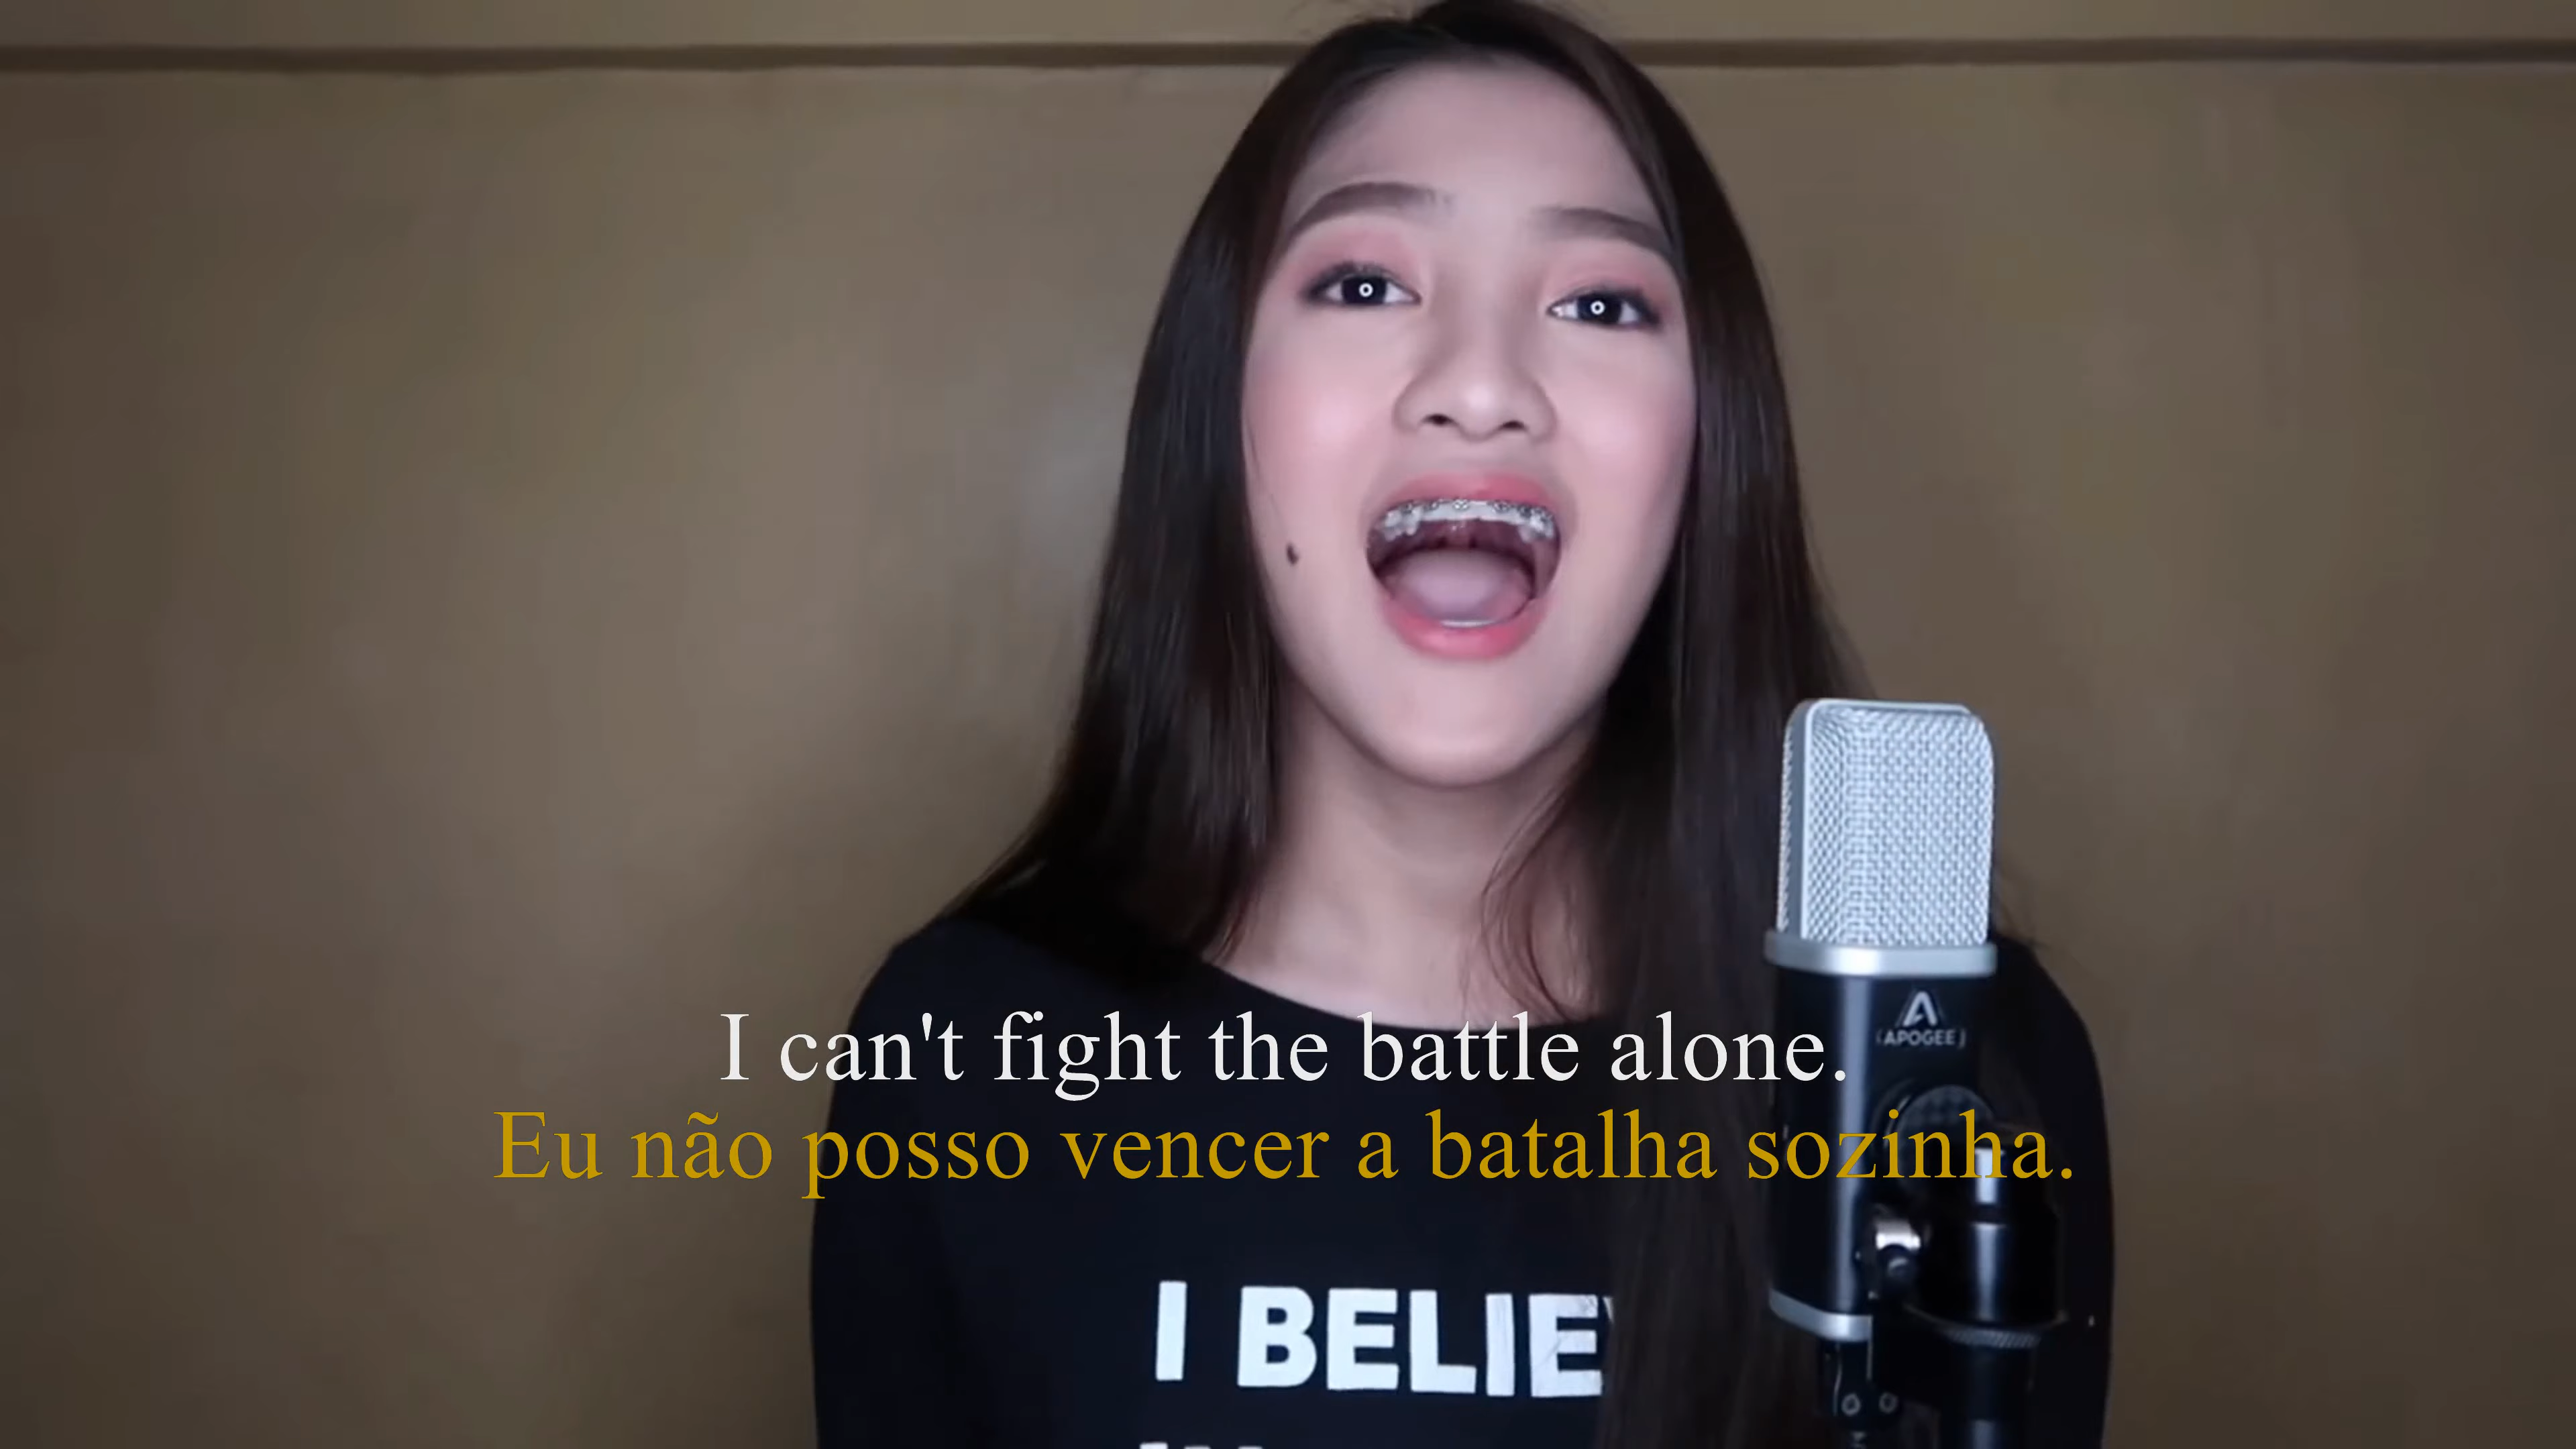 I can't fight the battle alone.
Eu não posso vencer a batalha sozinha.
APOGEE
I BELIE